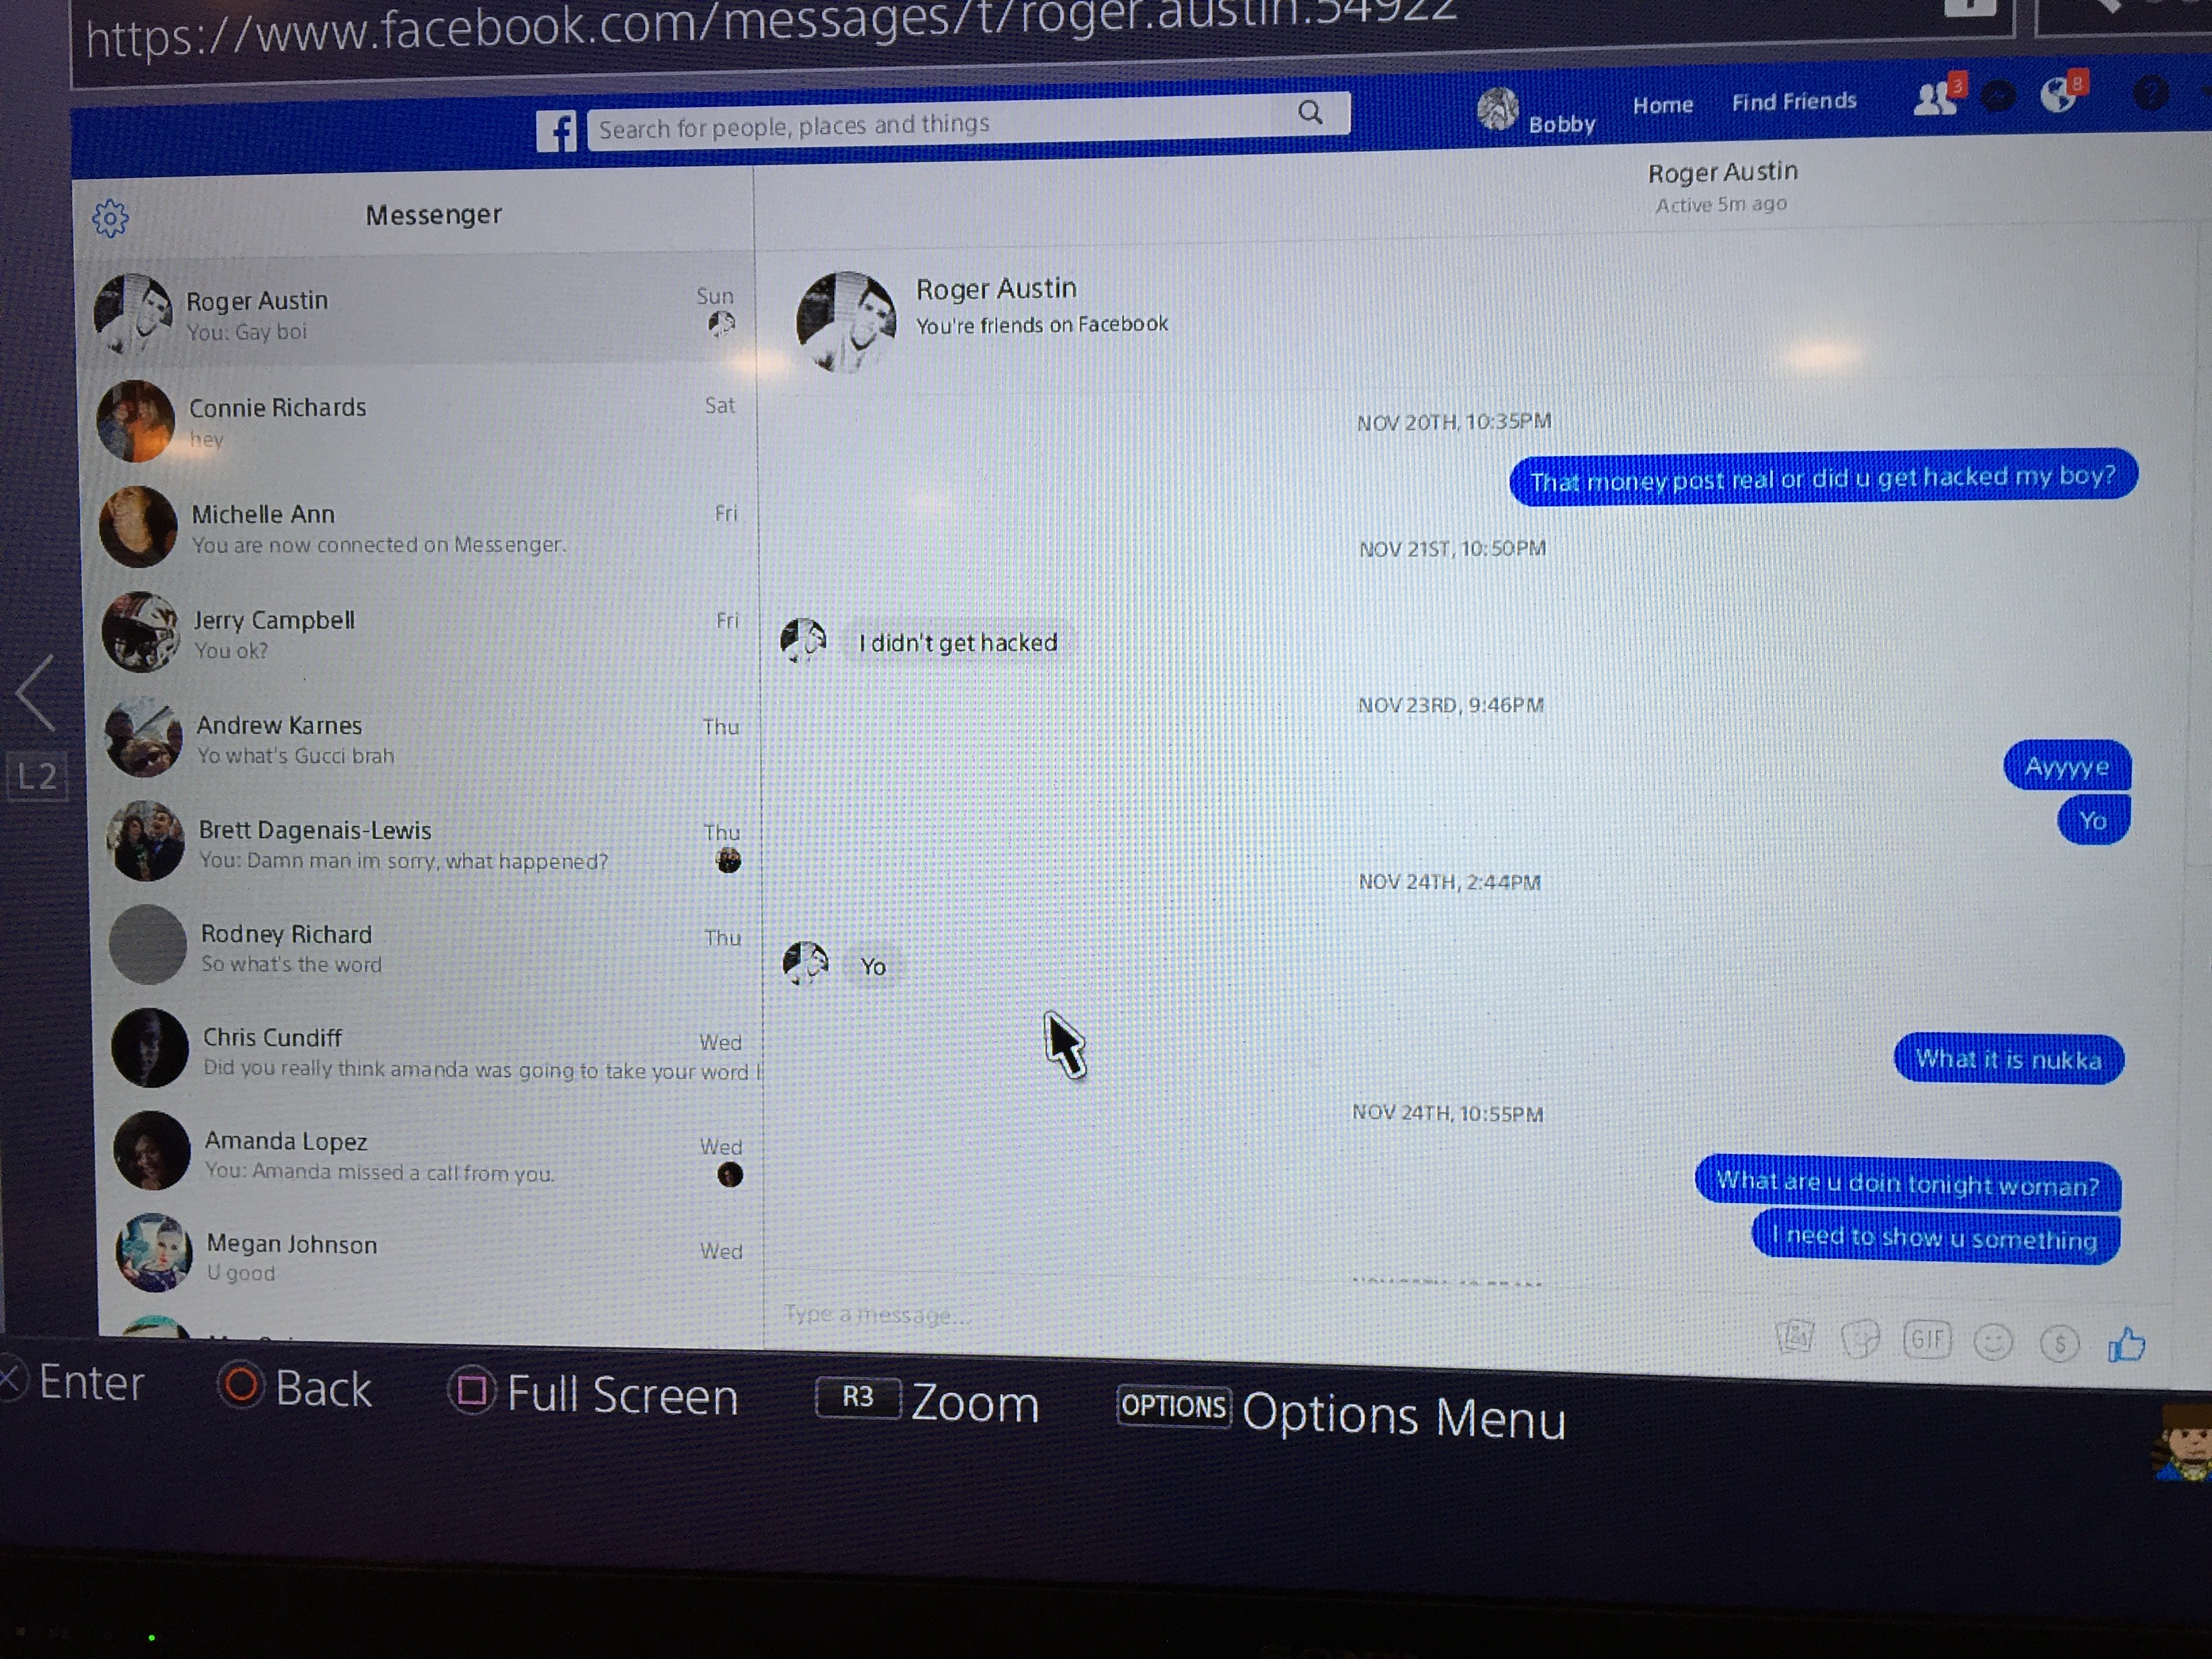 https://www.facebook.com/messages/t/roger.austin.54922
f
Search for people, places and things
Bobby
Home
Find Friends
3
8
?
Messenger
Roger Austin
Active 5m ago
Roger Austin
You: Gay boi
Sun
Connie Richards
hey
Sat
Michelle Ann
You are now connected on Messenger.
Fri
Jerry Campbell
You ok?
Fri
Andrew Karnes
Yo what's Gucci brah
Thu
Brett Dagenais-Lewis
You: Damn man im sorry, what happened?
Thu
Rodney Richard
So what's the word
Thu
Chris Cundiff
Did you really think amanda was going to take your word
Wed
Amanda Lopez
You: Amanda missed a call from you.
Wed
Megan Johnson
U good
Wed
Roger Austin
You're friends on Facebook
NOV 20TH, 10:35PM
That money post real or did u get hacked my boy?
NOV 21ST, 10:50PM
I didn't get hacked
NOV 23RD, 9:46PM
Ayyyye
Yo
NOV 24TH, 2:44PM
Yo
What it is nukka
NOV 24TH, 10:55PM
What are u doin tonight woman?
I need to show u something
Type a message...
GIF
$
L2
Enter
Back
Full Screen
R3 Zoom
OPTIONS Options Menu